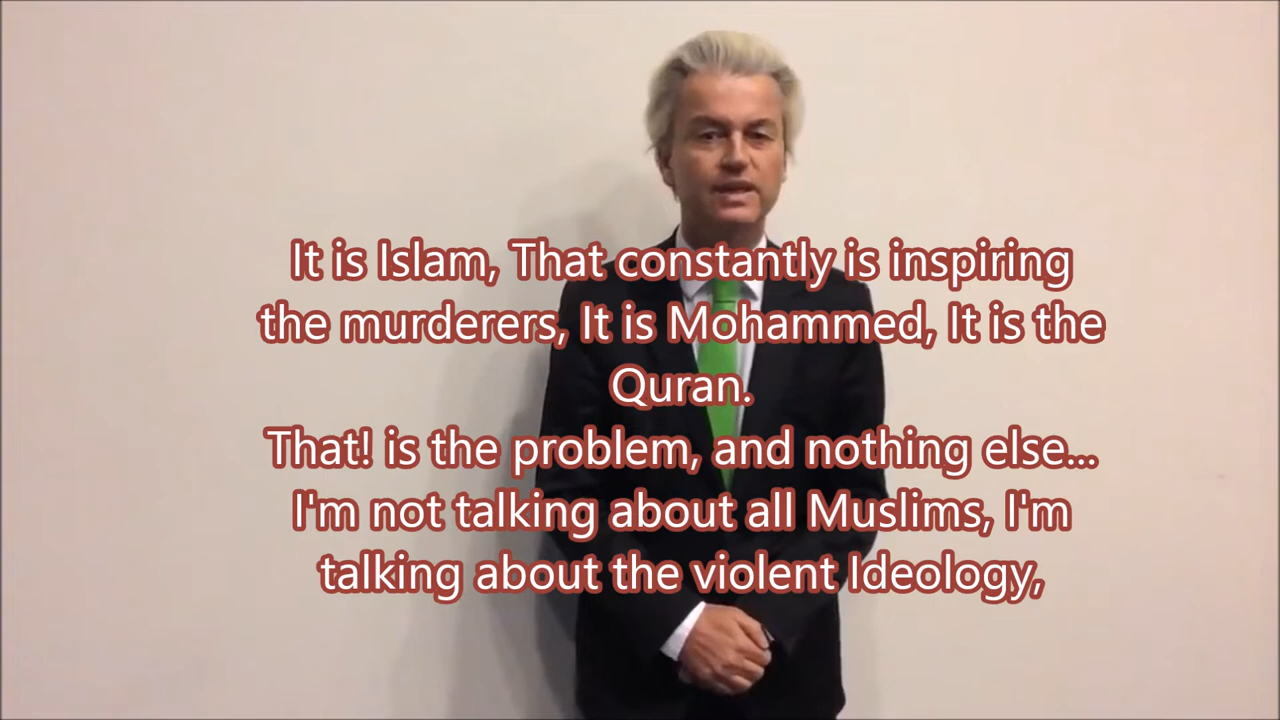 It is Islam, That constantly is inspiring
the murderers, It is Mohammed, It is the
Quran.
That! is the problem, and nothing else...
I'm not talking about all Muslims, I'm
talking about the violent Ideology,